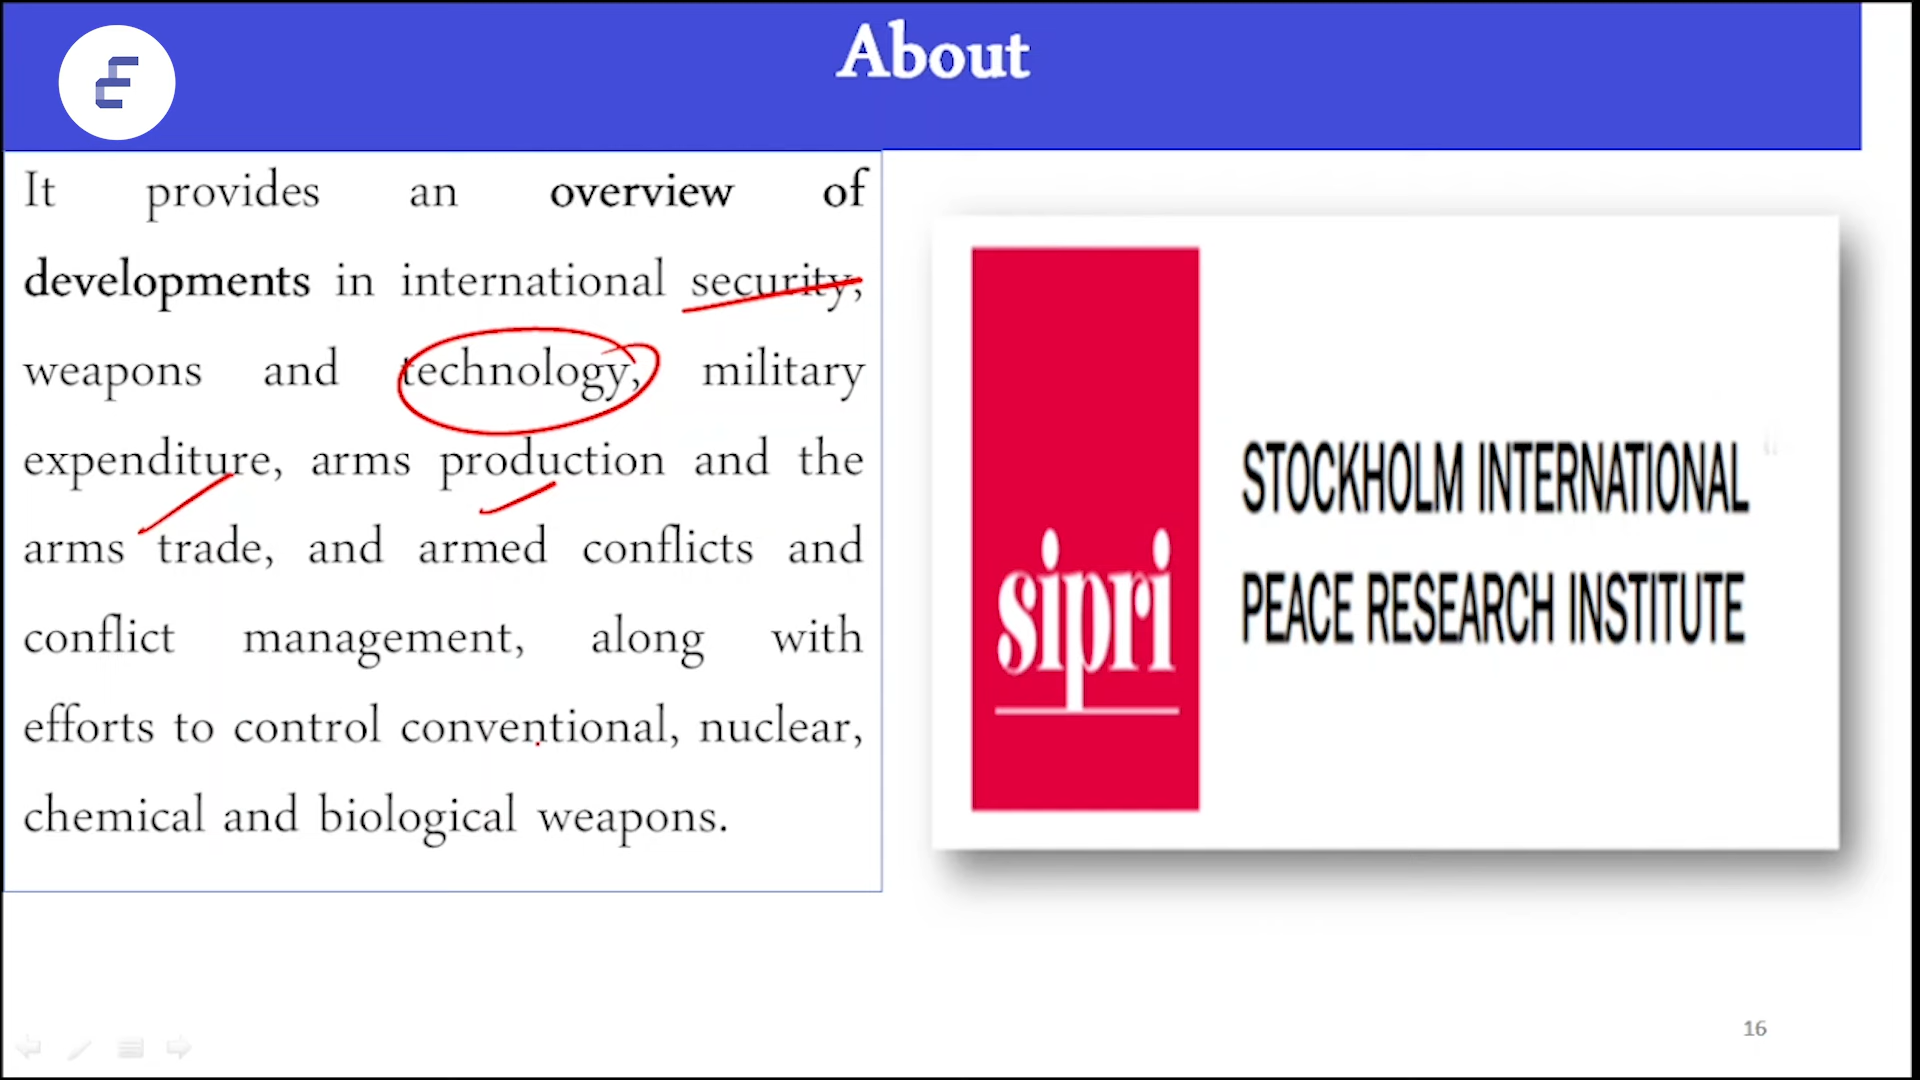 About
It provides an overview of
developments in international security,
weapons and technology, military
expenditure, arms production and the
arms trade, and armed conflicts and
conflict management, along with
efforts to control conventional, nuclear,
chemical and biological weapons.
sipri
STOCKHOLM INTERNATIONAL
PEACE RESEARCH INSTITUTE
16